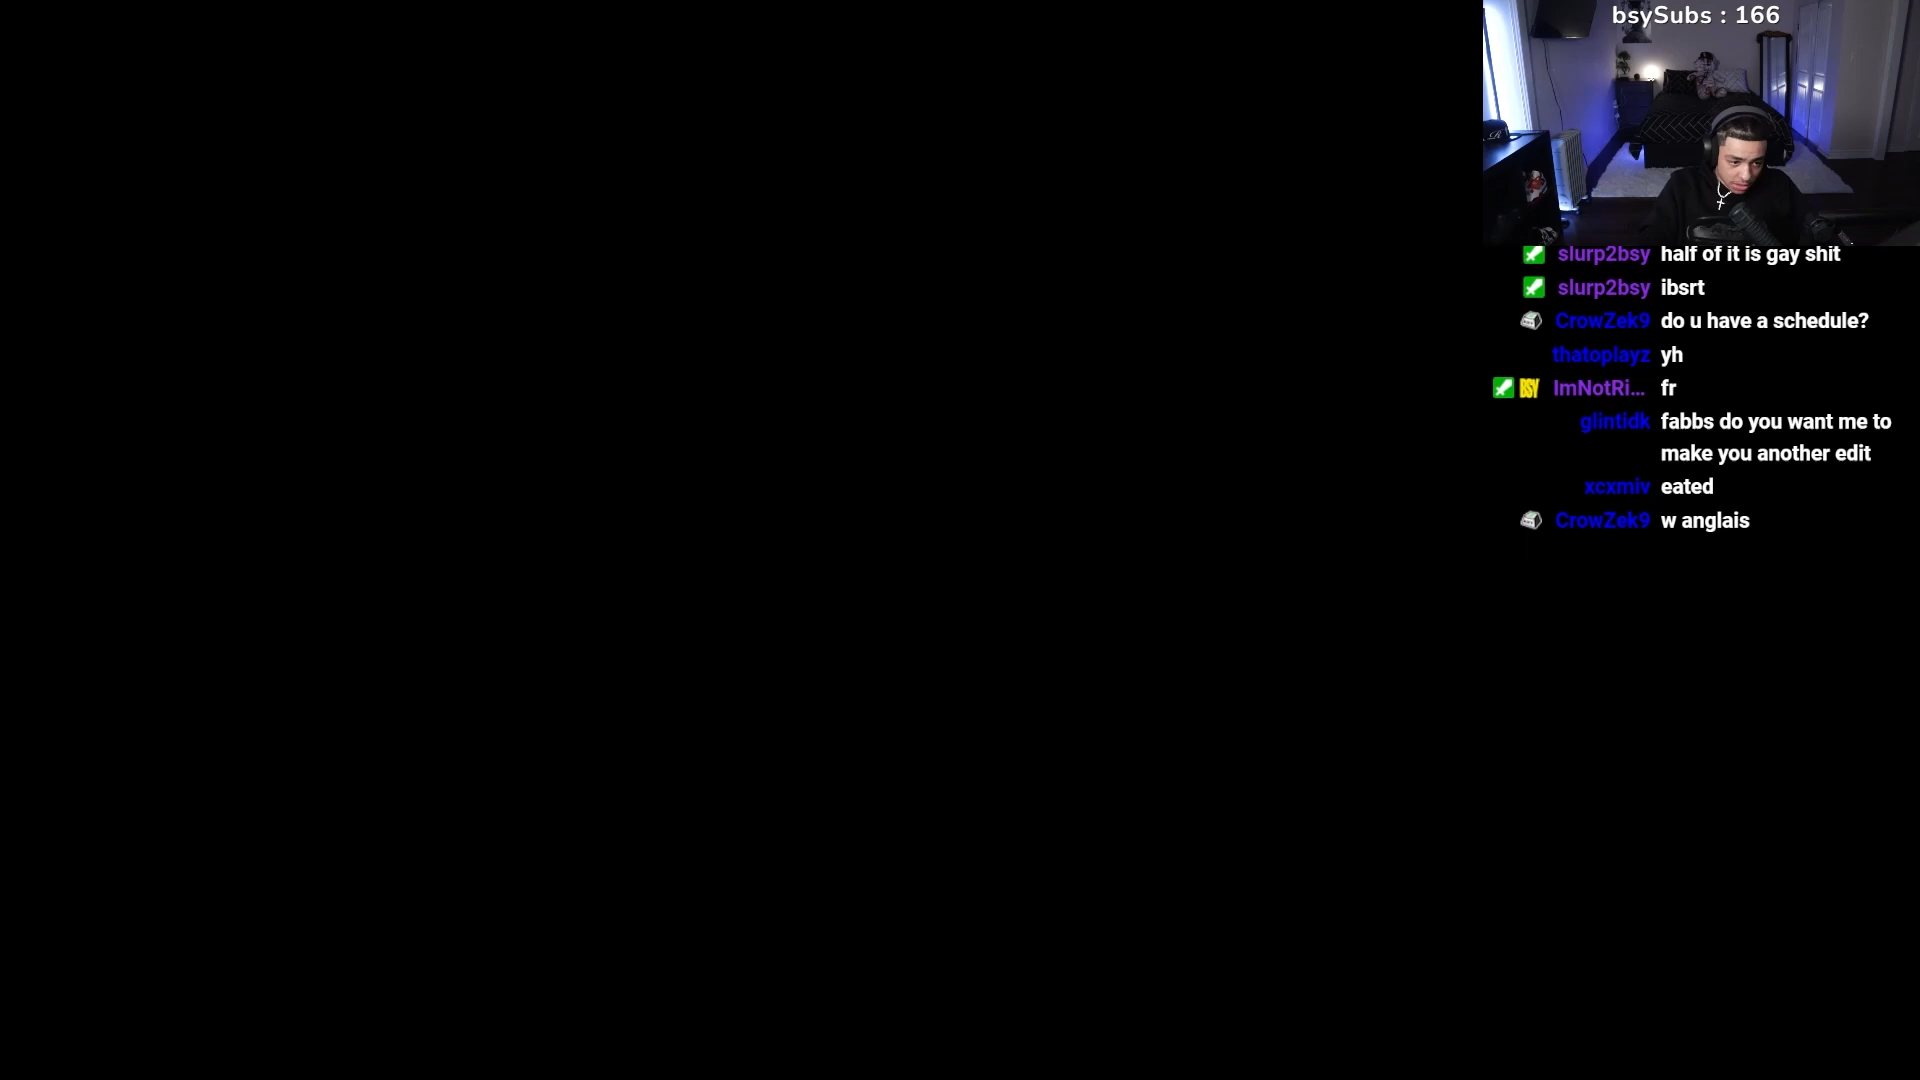 bsySubs : 166
slurp2bsy half of it is gay shit
slurp2bsy ibsrt
CrowZek9 do u have a schedule?
thatoplayz yh
BSY ImNotRi... fr
glintidk fabbs do you want me to
make you another edit
xcxmiv eated
CrowZek9 w anglais